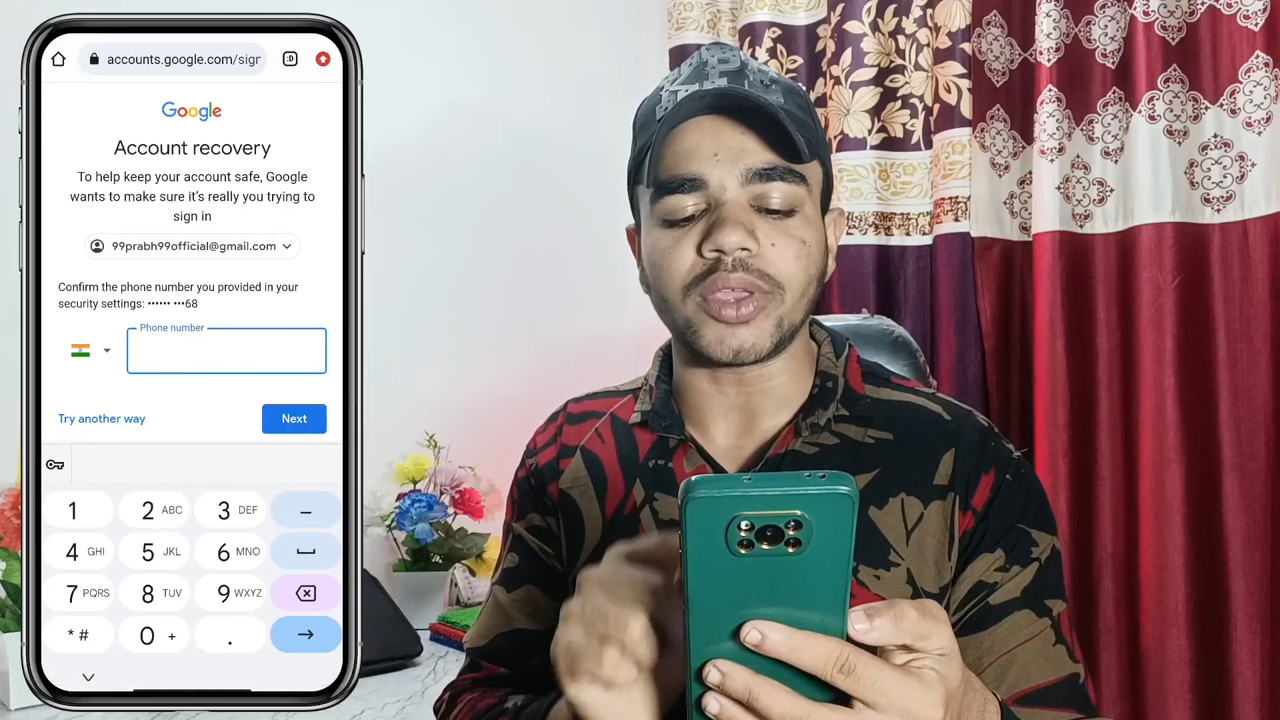 accounts.google.com/sigr
:D
Google
Account recovery
To help keep your account safe, Google
wants to make sure it's really you trying to
sign in
99prabh99official@gmail.com
Confirm the phone number you provided in your
security settings: •••••• •••68
Phone number
Try another way
Next
1
2 ABC
3 DEF
–
4 GHI
5 JKL
6 MNO
7 PQRS
8 TUV
9 WXYZ
* #
0 +
.